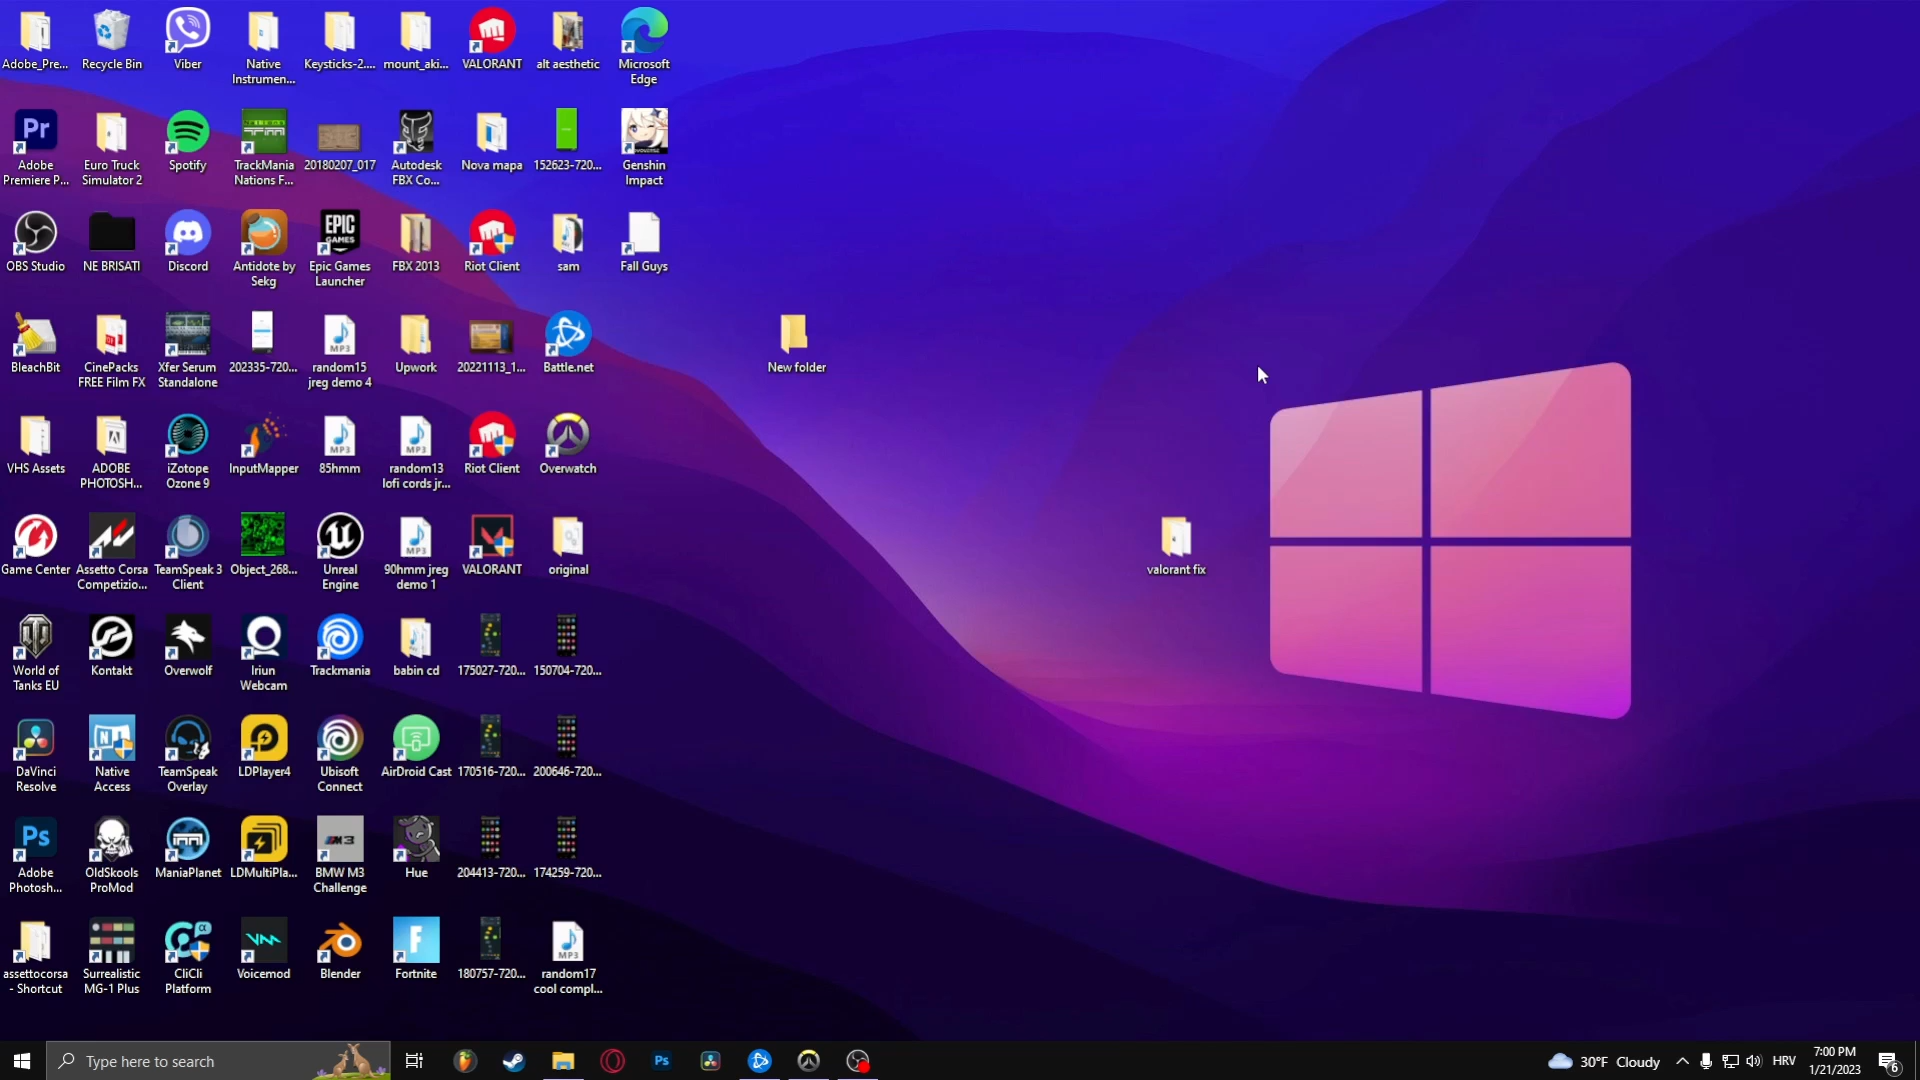 Adobe_Pre...
Recycle Bin
Viber
Native
Instrumen...
Keysticks-2....
mount_aki...
VALORANT
alt aesthetic
Microsoft
Edge
Adobe
Premiere P...
Euro Truck
Simulator 2
Spotify
TrackMania
Nations F...
20180207_017
Autodesk
FBX Co...
Nova mapa
152623-720...
Genshin
Impact
OBS Studio
NE BRISATI
Discord
Antidote by
Sekg
Epic Games
Launcher
FBX 2013
Riot Client
sam
Fall Guys
BleachBit
CinePacks
FREE Film FX
Xfer Serum
Standalone
202335-720...
random15
jreg demo 4
Upwork
20221113_1...
Battle.net
New folder
VHS Assets
ADOBE
PHOTOSH...
iZotope
Ozone 9
InputMapper
85hmm
random13
lofi cords jr...
Riot Client
Overwatch
Game Center
Assetto Corsa
Competizio...
TeamSpeak 3
Client
Object_268...
Unreal
Engine
90hmm jreg
demo 1
VALORANT
original
valorant fix
World of
Tanks EU
Kontakt
Overwolf
Iriun
Webcam
Trackmania
babin cd
175027-720...
150704-720...
DaVinci
Resolve
Native
Access
TeamSpeak
Overlay
LDPlayer4
Ubisoft
Connect
AirDroid Cast
170516-720...
200646-720...
Adobe
Photosh...
OldSkools
ProMod
ManiaPlanet
LDMultiPla...
BMW M3
Challenge
Hue
204413-720...
174259-720...
assettocorsa
- Shortcut
Surrealistic
MG-1 Plus
CliCli
Platform
Voicemod
Blender
Fortnite
180757-720...
random17
cool compl...
Type here to search
30°F Cloudy
HRV
7:00 PM
1/21/2023
6